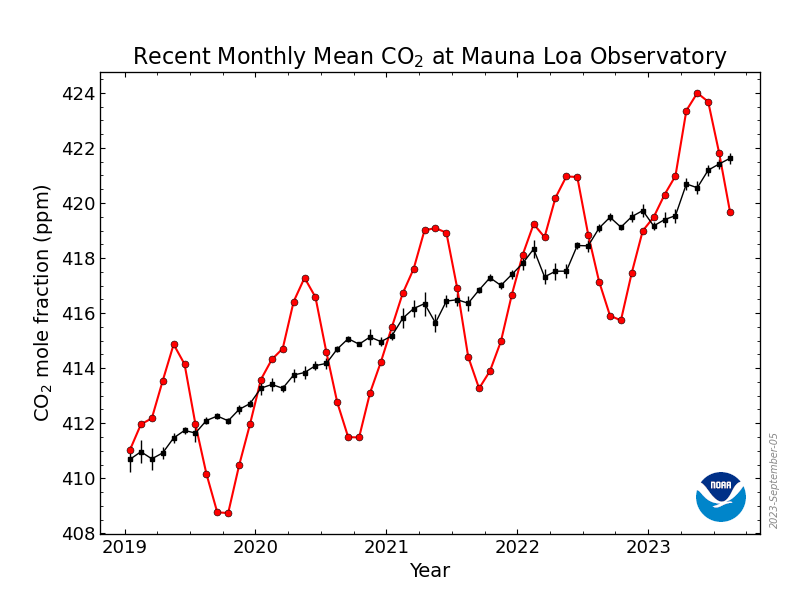 Recent Monthly Mean CO₂ at Mauna Loa Observatory
CO₂ mole fraction (ppm)
424
422
420
418
416
414
412
410
408
2019 2020 2021 2022 2023
Year
NOAA
2023-September-05